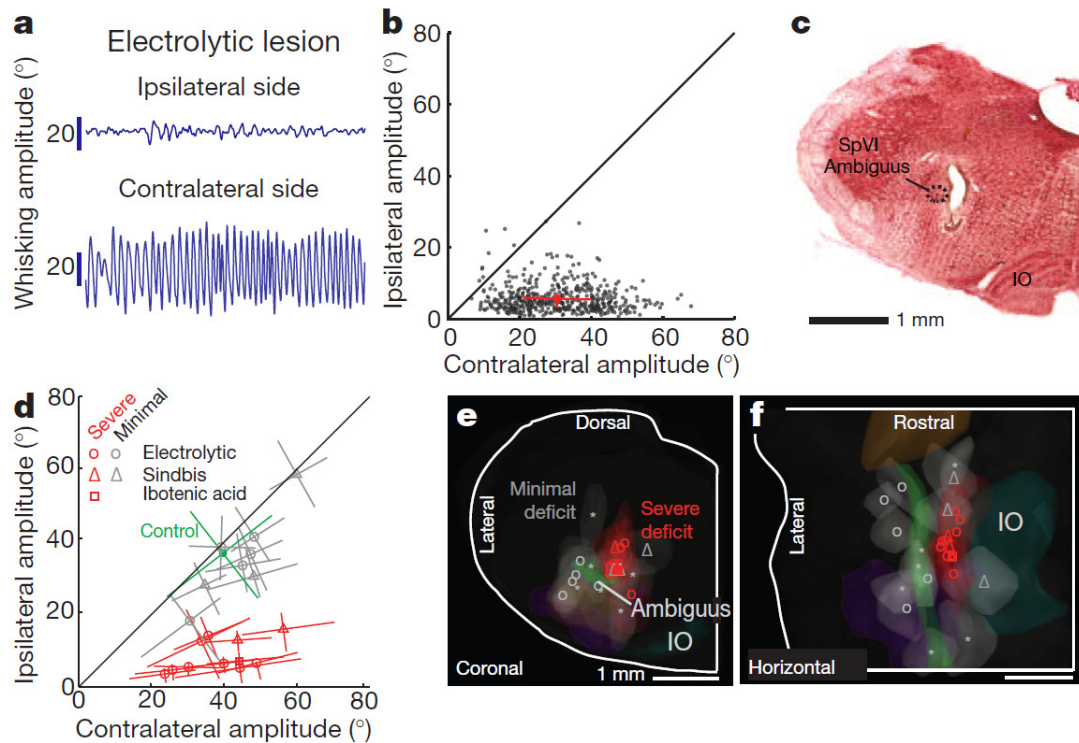 a
Electrolytic lesion
Ipsilateral side
20
Contralateral side
20
Whisking amplitude (°)
b
80
60
40
20
0
0 20 40 60 80
Ipsilateral amplitude (°)
Contralateral amplitude (°)
c
SpVI
Ambiguus
IO
1 mm
d
80
60
40
20
0
0 20 40 60 80
Severe
Minimal
Electrolytic
Sindbis
Ibotenic acid
Control
Ipsilateral amplitude (°)
Contralateral amplitude (°)
e
Dorsal
Lateral
Minimal
deficit
Severe
deficit
Ambiguus
IO
Coronal
1 mm
f
Rostral
Lateral
IO
Horizontal